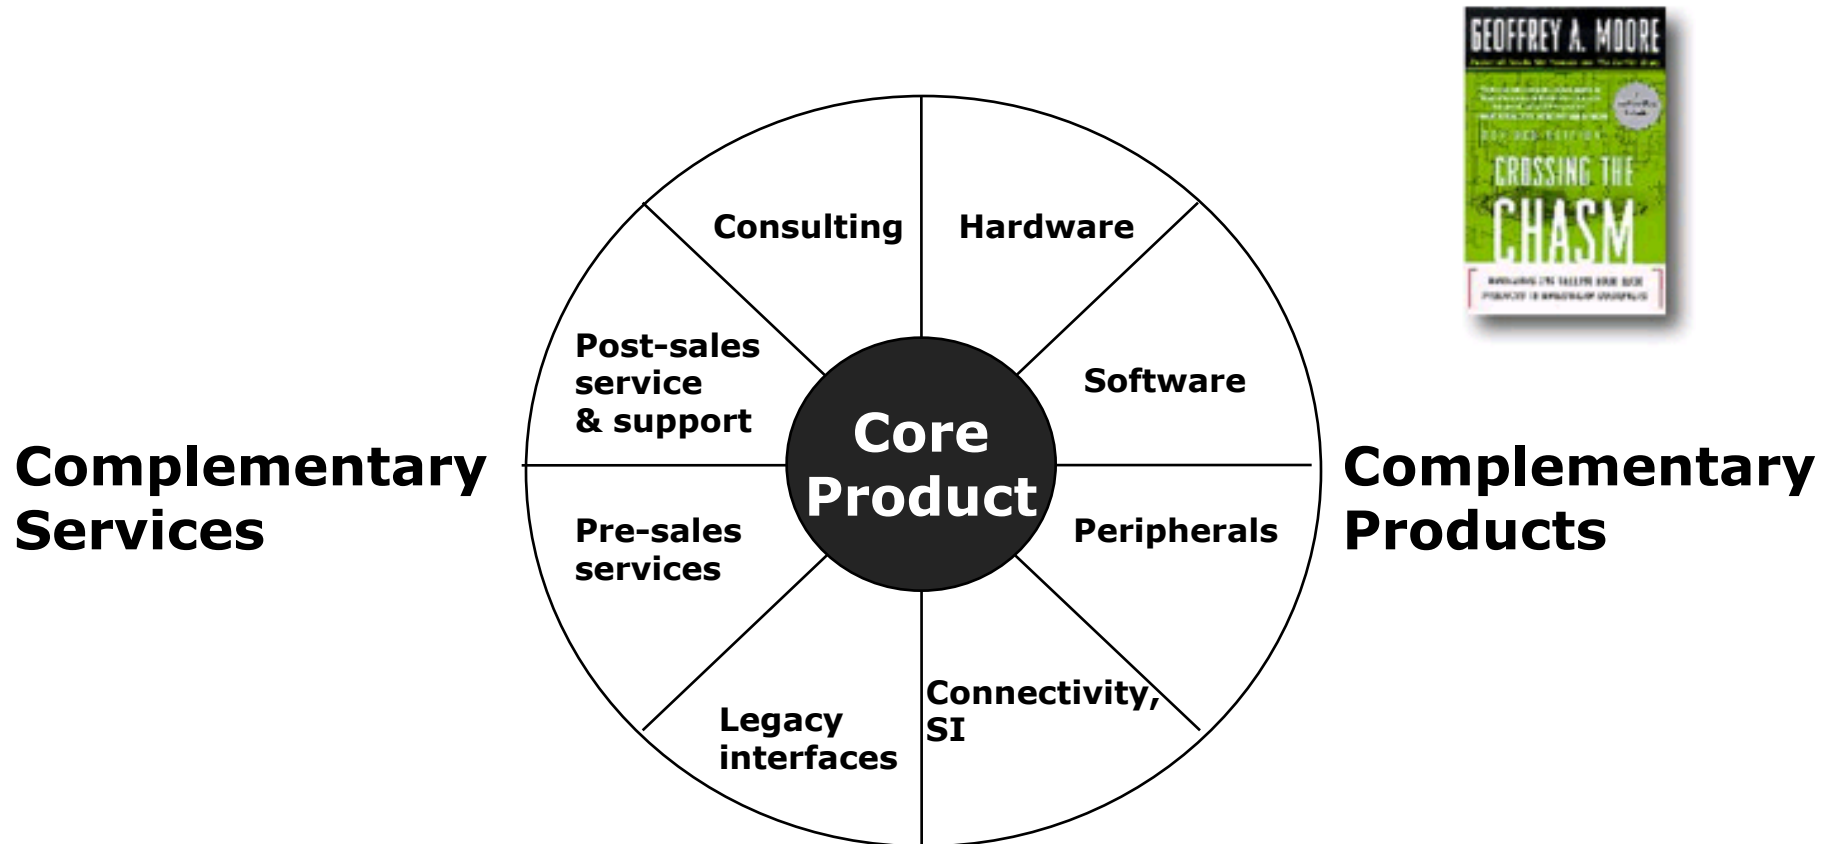 GEOFFREY A. MOORE
CROSSING THE
CHASM
Consulting
Hardware
Post-sales
service
& support
Software
Core
Product
Complementary
Services
Complementary
Products
Pre-sales
services
Peripherals
Legacy
interfaces
Connectivity,
SI